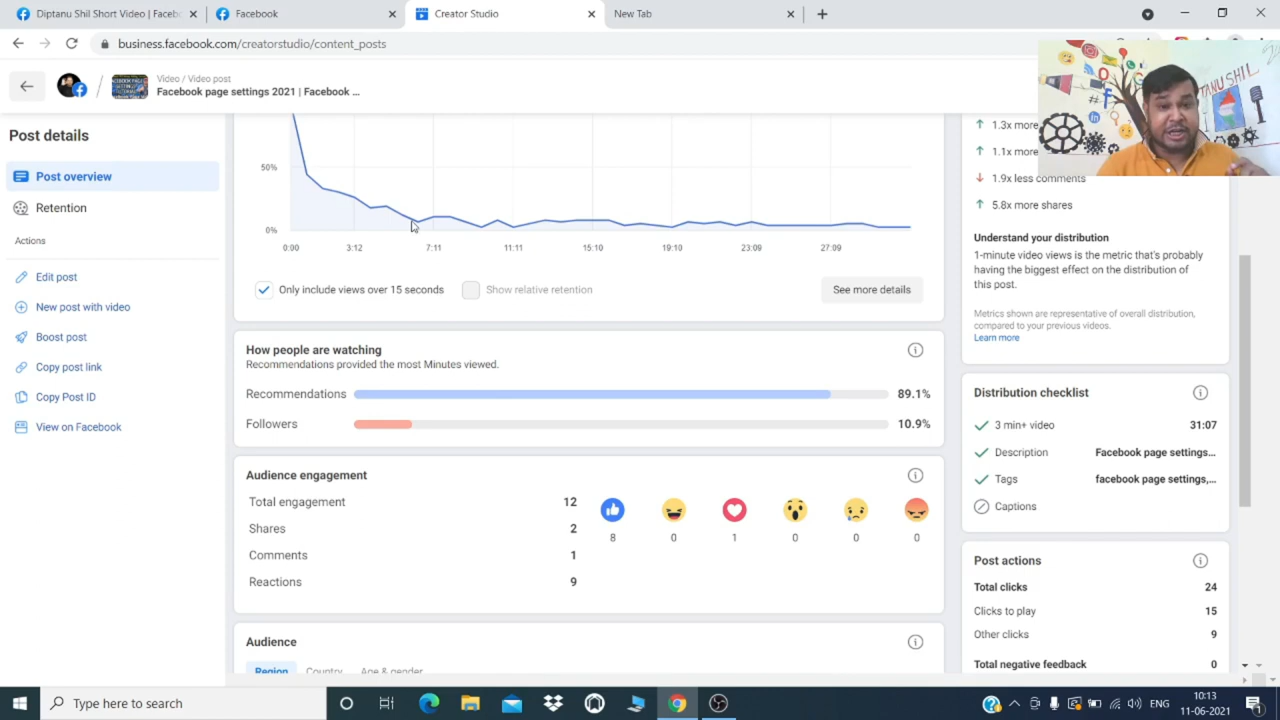 Diptanu Shil Short Video | Faceb
Facebook
Creator Studio
New Tab
business.facebook.com/creatorstudio/content_posts
Video / Video post
Facebook page settings 2021 | Facebook ...
Post details
Post overview
Retention
Actions
Edit post
New post with video
Boost post
Copy post link
Copy Post ID
View on Facebook
50%
0%
0:00
3:12
7:11
11:11
15:10
19:10
23:09
27:09
Only include views over 15 seconds
Show relative retention
See more details
How people are watching
Recommendations provided the most Minutes viewed.
Recommendations 89.1%
Followers 10.9%
Audience engagement
Total engagement 12
Shares 2
Comments 1
Reactions 9
8 0 1 0 0 0
Audience
Region Country Age & gender
TANU SHIL
1.3x more
1.1x more
1.9x less comments
5.8x more shares
Understand your distribution
1-minute video views is the metric that's probably
having the biggest effect on the distribution of
this post.
Metrics shown are representative of overall distribution,
compared to your previous videos.
Learn more
Distribution checklist
3 min+ video 31:07
Description Facebook page settings...
Tags facebook page settings,...
Captions
Post actions
Total clicks 24
Clicks to play 15
Other clicks 9
Total negative feedback 0
Type here to search
ENG
10:13
11-06-2021